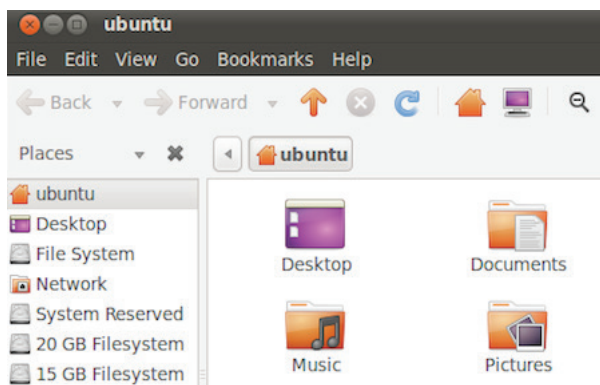 ubuntu
File Edit View Go Bookmarks Help
Back Forward
Places ubuntu
ubuntu
Desktop
File System
Network
System Reserved
20 GB Filesystem
15 GB Filesystem
Desktop Documents
Music Pictures